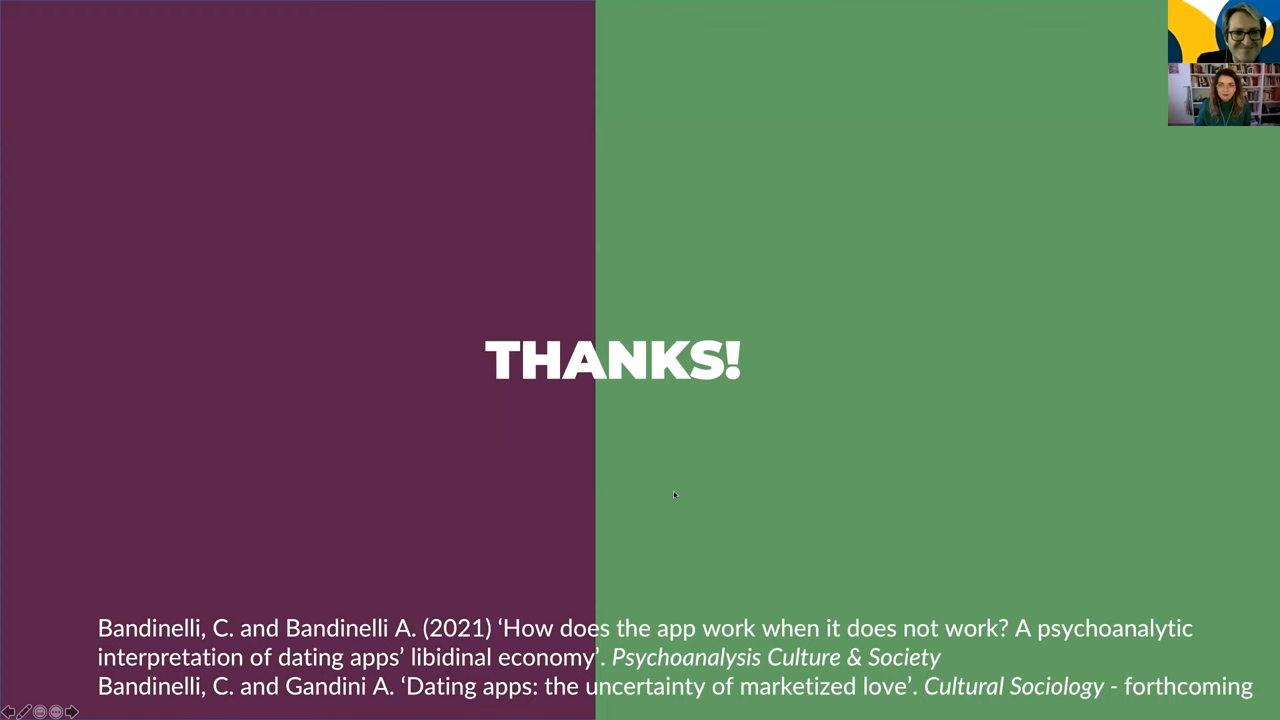 THANKS!
Bandinelli, C. and Bandinelli A. (2021) ‘How does the app work when it does not work? A psychoanalytic
interpretation of dating apps’ libidinal economy’. Psychoanalysis Culture & Society
Bandinelli, C. and Gandini A. ‘Dating apps: the uncertainty of marketized love’. Cultural Sociology - forthcoming